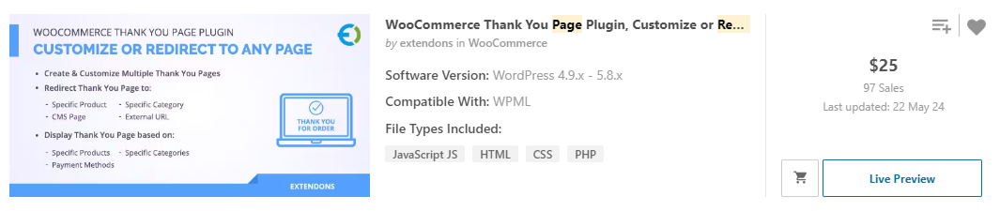 WOOCOMMERCE THANK YOU PAGE PLUGIN
CUSTOMIZE OR REDIRECT TO ANY PAGE
• Create & Customize Multiple Thank You Pages
• Redirect Thank You Page to:
- Specific Product - Specific Category
- CMS Page - External URL
• Display Thank You Page based on:
- Specific Products - Specific Categories
- Payment Methods
THANK YOU
FOR ORDER
EXTENDONS
WooCommerce Thank You Page Plugin, Customize or Re...
by extendons in WooCommerce
Software Version: WordPress 4.9.x - 5.8.x
Compatible With: WPML
File Types Included:
JavaScript JS HTML CSS PHP
$25
97 Sales
Last updated: 22 May 24
Live Preview